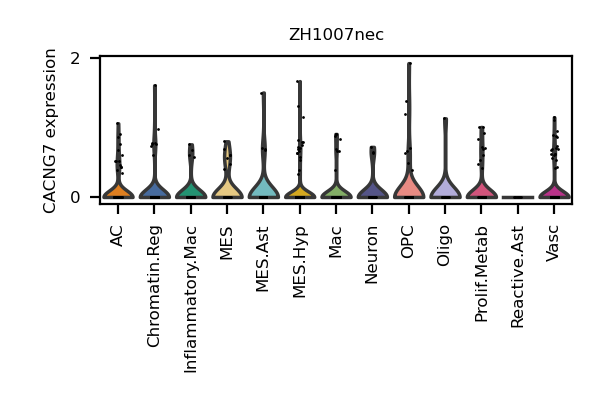 ZH1007nec
CACNG7 expression
2
0
AC
Chromatin.Reg
Inflammatory.Mac
MES
MES.Ast
MES.Hyp
Mac
Neuron
OPC
Oligo
Prolif.Metab
Reactive.Ast
Vasc